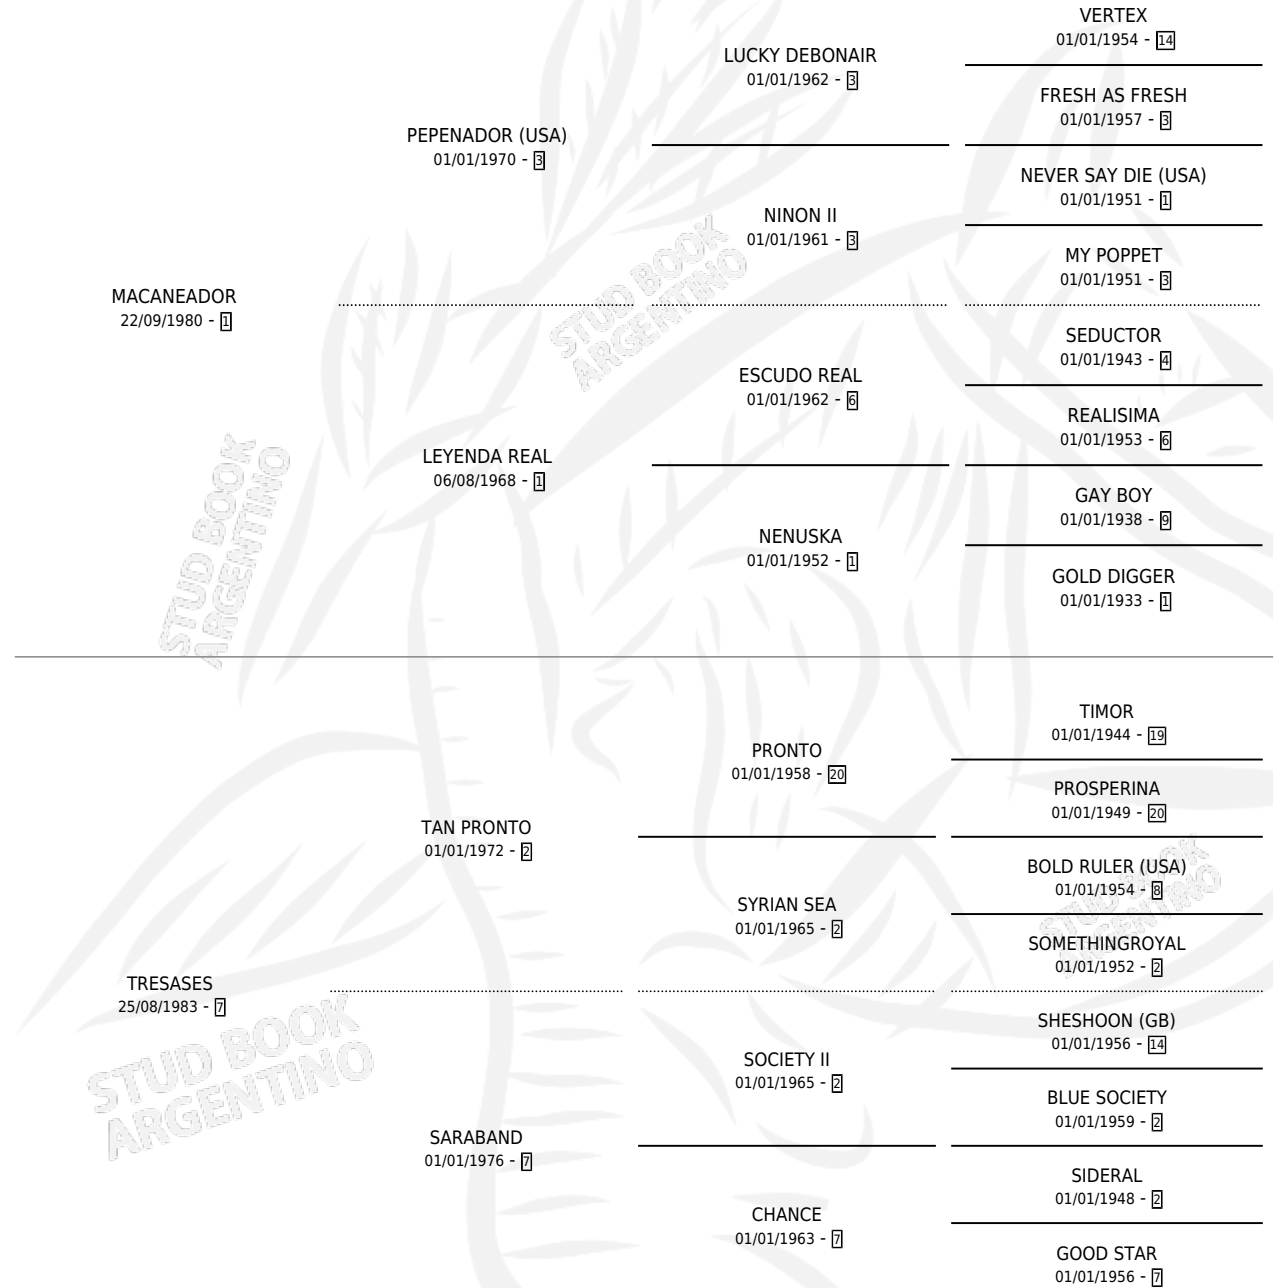 VERTEX
01/01/1954 - 14
LUCKY DEBONAIR
01/01/1962 - 3
FRESH AS FRESH
01/01/1957 - 3
PEPENADOR (USA)
01/01/1970 - 3
NEVER SAY DIE (USA)
01/01/1951 - 1
NINON II
01/01/1961 - 3
MY POPPET
01/01/1951 - 3
MACANEADOR
22/09/1980 - 1
SEDUCTOR
01/01/1943 - 4
ESCUDO REAL
01/01/1962 - 6
REALISIMA
01/01/1953 - 6
LEYENDA REAL
06/08/1968 - 1
GAY BOY
01/01/1938 - 9
NENUSKA
01/01/1952 - 1
GOLD DIGGER
01/01/1933 - 1
TIMOR
01/01/1944 - 19
PRONTO
01/01/1958 - 20
PROSPERINA
01/01/1949 - 20
TAN PRONTO
01/01/1972 - 2
BOLD RULER (USA)
01/01/1954 - 8
SYRIAN SEA
01/01/1965 - 2
SOMETHINGROYAL
01/01/1952 - 2
TRESASES
25/08/1983 - 7
SHESHOON (GB)
01/01/1956 - 14
SOCIETY II
01/01/1965 - 2
BLUE SOCIETY
01/01/1959 - 2
SARABAND
01/01/1976 - 7
SIDERAL
01/01/1948 - 2
CHANCE
01/01/1963 - 7
GOOD STAR
01/01/1956 - 7
STUD BOOK
ARGENTINO
STUD BOOK
ARGENTINO
STUD BOOK
ARGENTINO
STUD BOOK
ARGENTINO